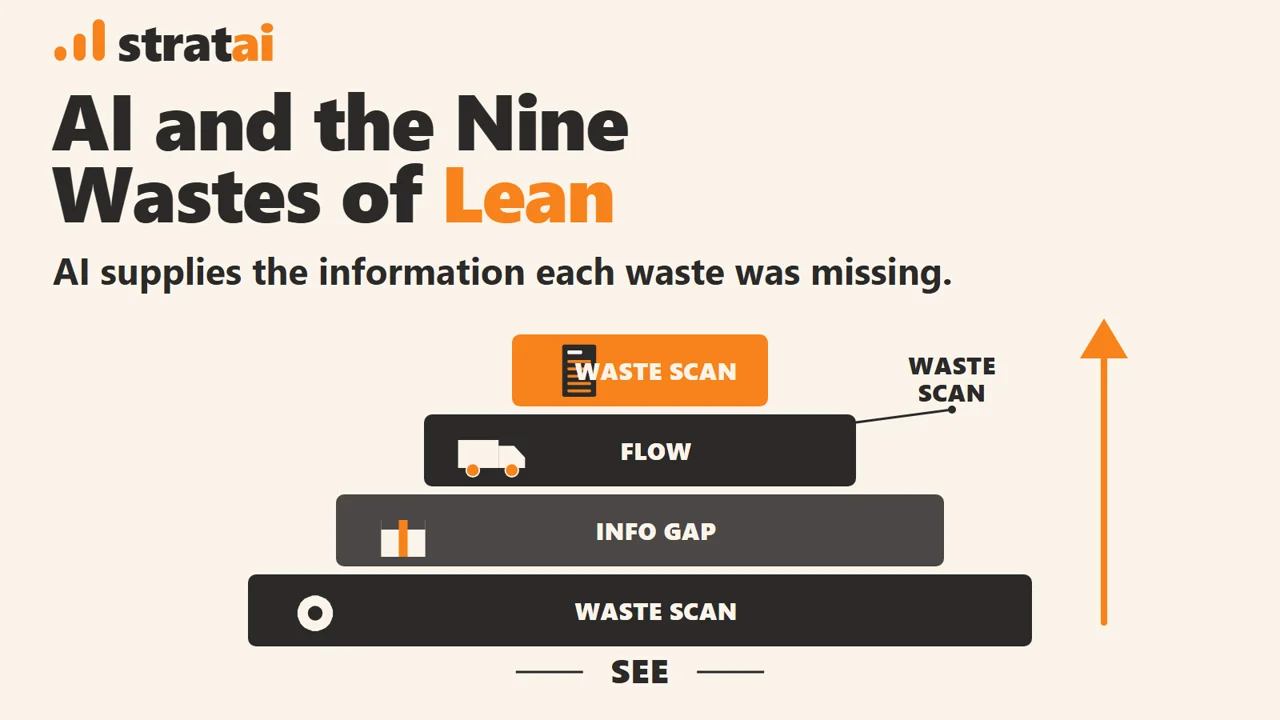 stratai
AI and the Nine
Wastes of Lean
AI supplies the information each waste was missing.
WASTE SCAN
WASTE
SCAN
FLOW
INFO GAP
WASTE SCAN
SEE